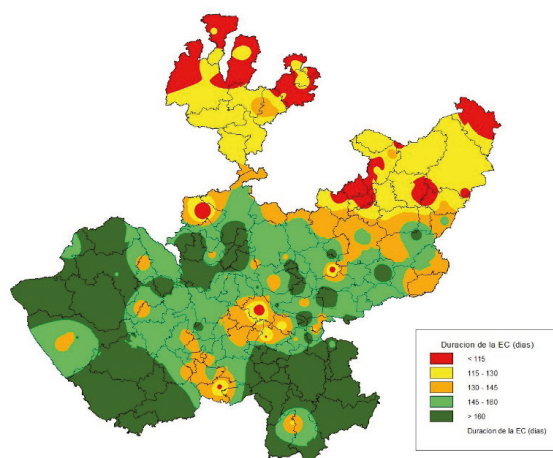 Duracion de la EC (dias)
< 115
115 - 130
130 - 145
145 - 160
> 160
Duracion de la EC (dias)